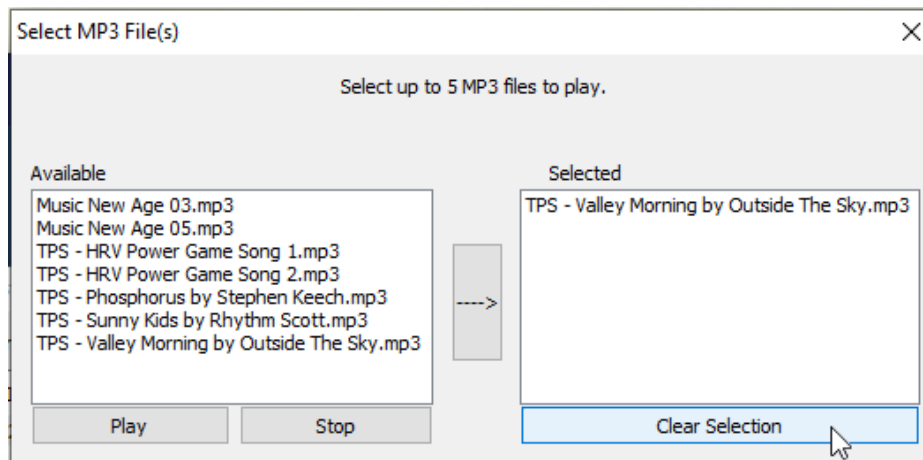 Select MP3 File(s)
Select up to 5 MP3 files to play.
Available
Music New Age 03.mp3
Music New Age 05.mp3
TPS - HRV Power Game Song 1.mp3
TPS - HRV Power Game Song 2.mp3
TPS - Phosphorus by Stephen Keech.mp3
TPS - Sunny Kids by Rhythm Scott.mp3
TPS - Valley Morning by Outside The Sky.mp3
Play
Stop
---->
Selected
TPS - Valley Morning by Outside The Sky.mp3
Clear Selection